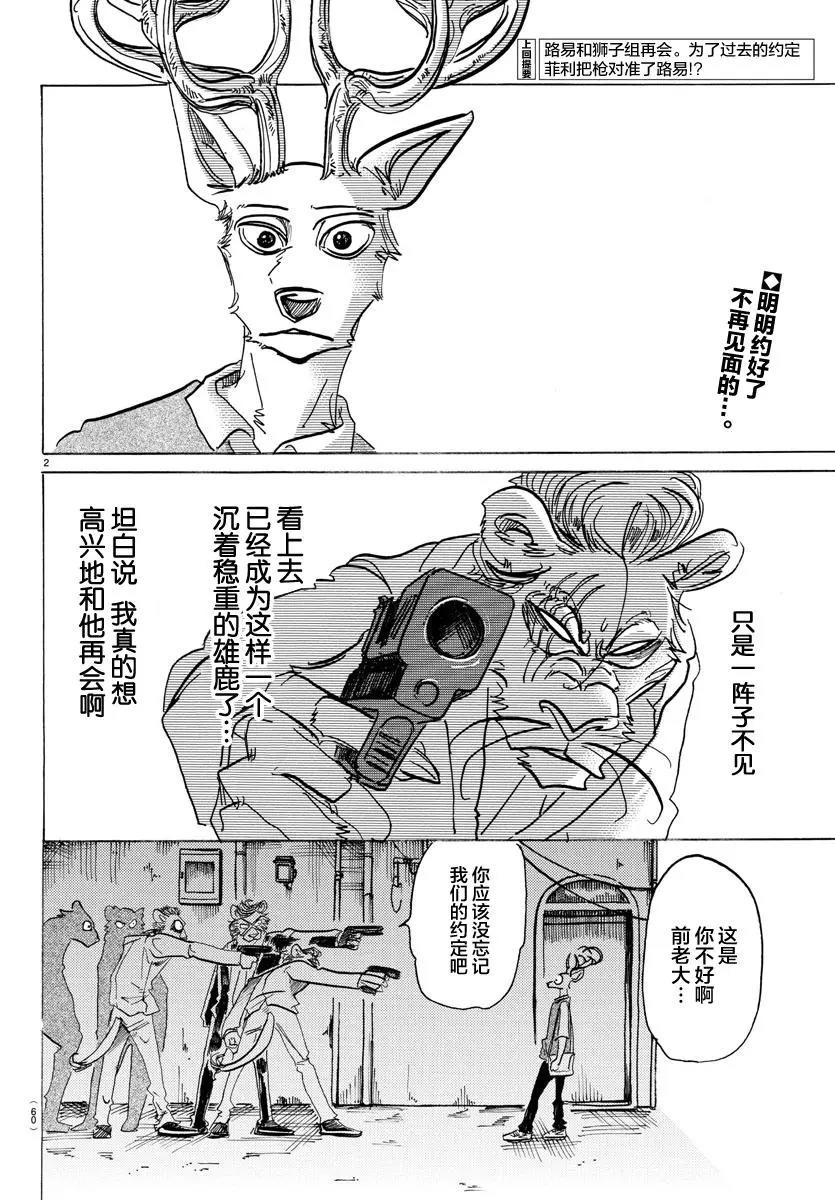 上回提要
路易和狮子组再会。为了过去的约定
菲利把枪对准了路易!?
◆明明约好了
不再见面的…。
2
只是一阵子不见
看上去
已经成为这样一个
沉着稳重的雄鹿了…
坦白说 我真的想
高兴地和他再会啊
这是
你不好啊
前老大…
你应该没忘记
我们的约定吧
(60)